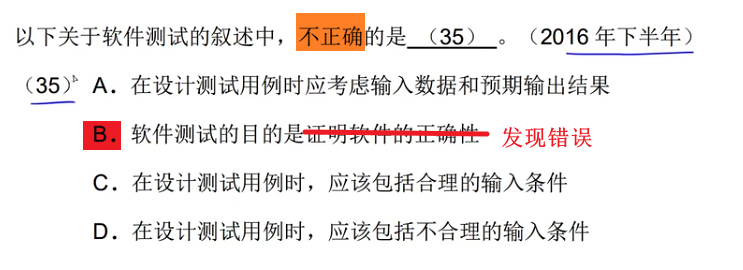 以下关于软件测试的叙述中，不正确的是 （35） 。（2016 年下半年）
（35）A．在设计测试用例时应考虑输入数据和预期输出结果
B．软件测试的目的是证明软件的正确性 发现错误
C．在设计测试用例时，应该包括合理的输入条件
D．在设计测试用例时，应该包括不合理的输入条件